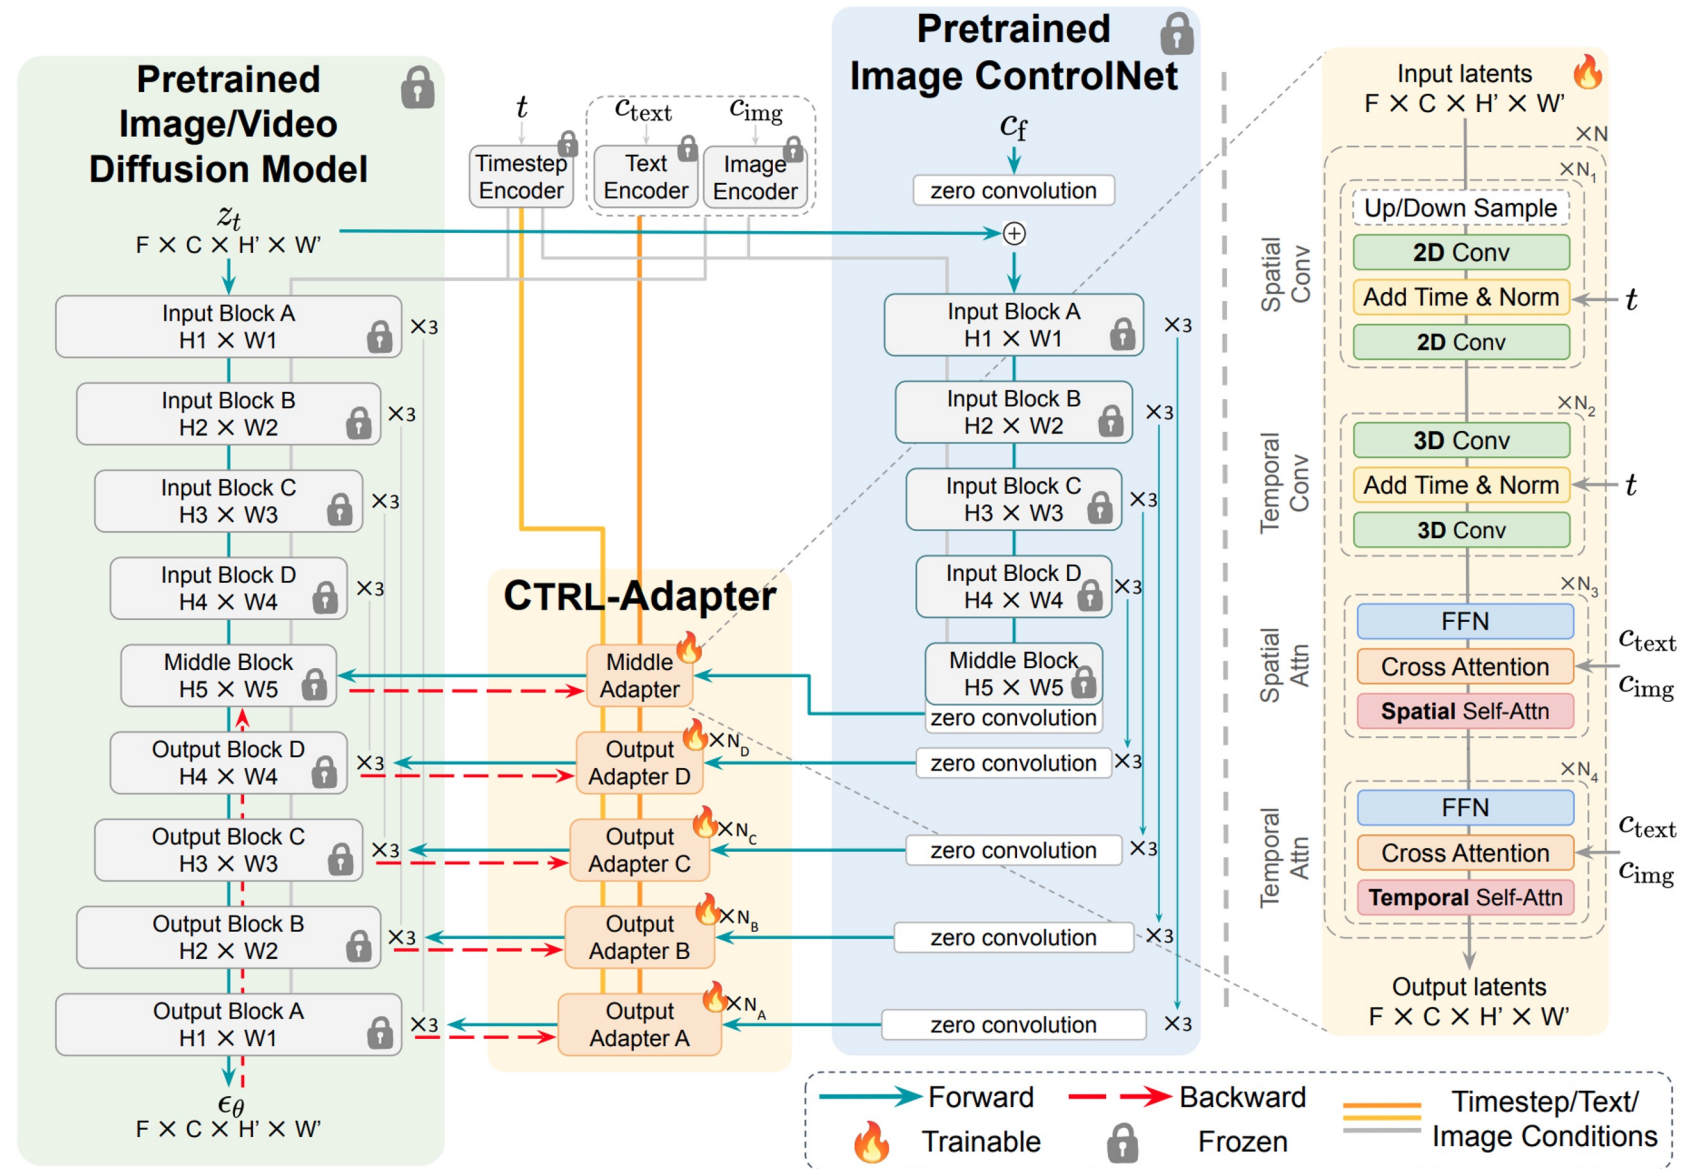 Pretrained
Image/Video
Diffusion Model
z_t
F × C × H' × W'
Input Block A
H1 × W1
×3
Input Block B
H2 × W2
×3
Input Block C
H3 × W3
×3
Input Block D
H4 × W4
×3
Middle Block
H5 × W5
Output Block D
H4 × W4
×3
Output Block C
H3 × W3
×3
Output Block B
H2 × W2
×3
Output Block A
H1 × W1
×3
ϵ_θ
F × C × H' × W'
t
Timestep
Encoder
c_text
Text
Encoder
c_img
Image
Encoder
CTRL-Adapter
Middle
Adapter
Output
Adapter D
×N_D
Output
Adapter C
×N_C
Output
Adapter B
×N_B
Output
Adapter A
×N_A
Pretrained
Image ControlNet
c_f
zero convolution
+
Input Block A
H1 × W1
×3
Input Block B
H2 × W2
×3
Input Block C
H3 × W3
×3
Input Block D
H4 × W4
×3
Middle Block
H5 × W5
zero convolution
zero convolution
×3
zero convolution
×3
zero convolution
×3
zero convolution
×3
Input latents
F × C × H' × W'
×N
×N_1
Spatial
Conv
Up/Down Sample
2D Conv
Add Time & Norm
t
2D Conv
×N_2
Temporal
Conv
3D Conv
Add Time & Norm
t
3D Conv
×N_3
Spatial
Attn
FFN
Cross Attention
c_text
c_img
Spatial Self-Attn
×N_4
Temporal
Attn
FFN
Cross Attention
c_text
c_img
Temporal Self-Attn
Output latents
F × C × H' × W'
Forward
Backward
Timestep/Text/
Image Conditions
Trainable
Frozen